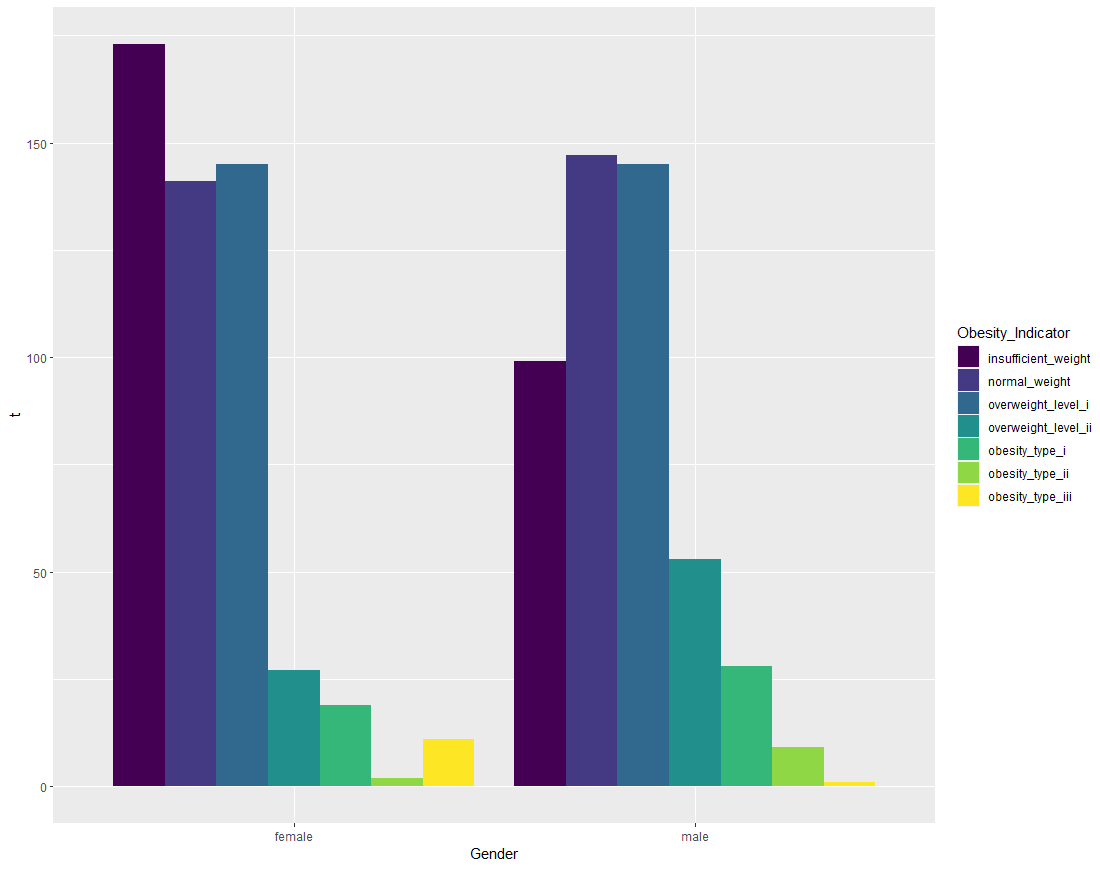 150
100
50
0
t
female
male
Gender
Obesity_Indicator
insufficient_weight
normal_weight
overweight_level_i
overweight_level_ii
obesity_type_i
obesity_type_ii
obesity_type_iii